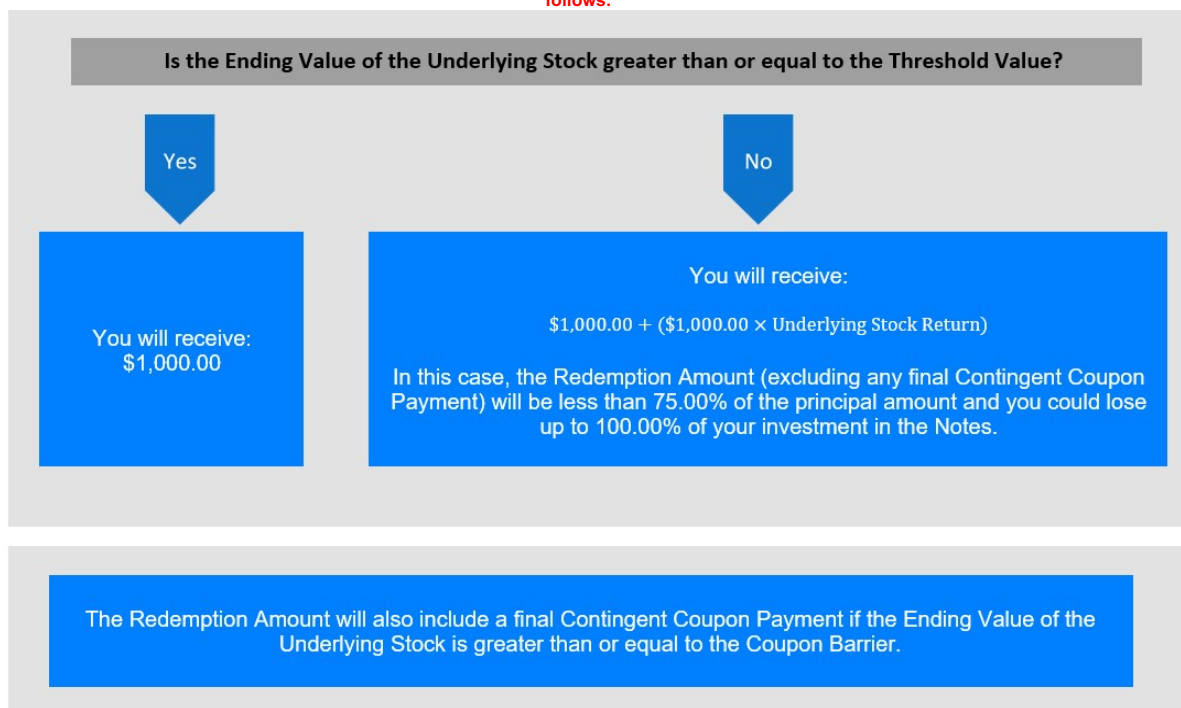 follows:
Is the Ending Value of the Underlying Stock greater than or equal to the Threshold Value?
Yes
No
You will receive:
$1,000.00
You will receive:
$1,000.00 + ($1,000.00 × Underlying Stock Return)
In this case, the Redemption Amount (excluding any final Contingent Coupon
Payment) will be less than 75.00% of the principal amount and you could lose
up to 100.00% of your investment in the Notes.
The Redemption Amount will also include a final Contingent Coupon Payment if the Ending Value of the
Underlying Stock is greater than or equal to the Coupon Barrier.